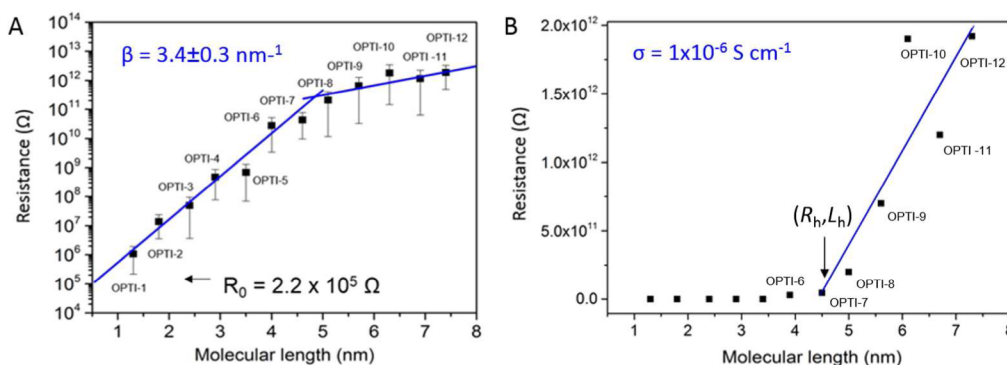 A
β = 3.4±0.3 nm⁻¹
10¹⁴
10¹³
10¹²
10¹¹
10¹⁰
10⁹
10⁸
10⁷
10⁶
10⁵
10⁴
Resistance (Ω)
OPTI-1
OPTI-2
OPTI-3
OPTI-4
OPTI-5
OPTI-6
OPTI-7
OPTI-8
OPTI-9
OPTI-10
OPTI -11
OPTI-12
R₀ = 2.2 x 10⁵ Ω
1 2 3 4 5 6 7 8
Molecular length (nm)
B
σ = 1x10⁻⁶ S cm⁻¹
2.0x10¹²
1.5x10¹²
1.0x10¹²
5.0x10¹¹
0.0
Resistance (Ω)
(Rₕ,Lₕ)
OPTI-6
OPTI-7
OPTI-8
OPTI-9
OPTI-10
OPTI -11
OPTI-12
1 2 3 4 5 6 7 8
Molecular length (nm)